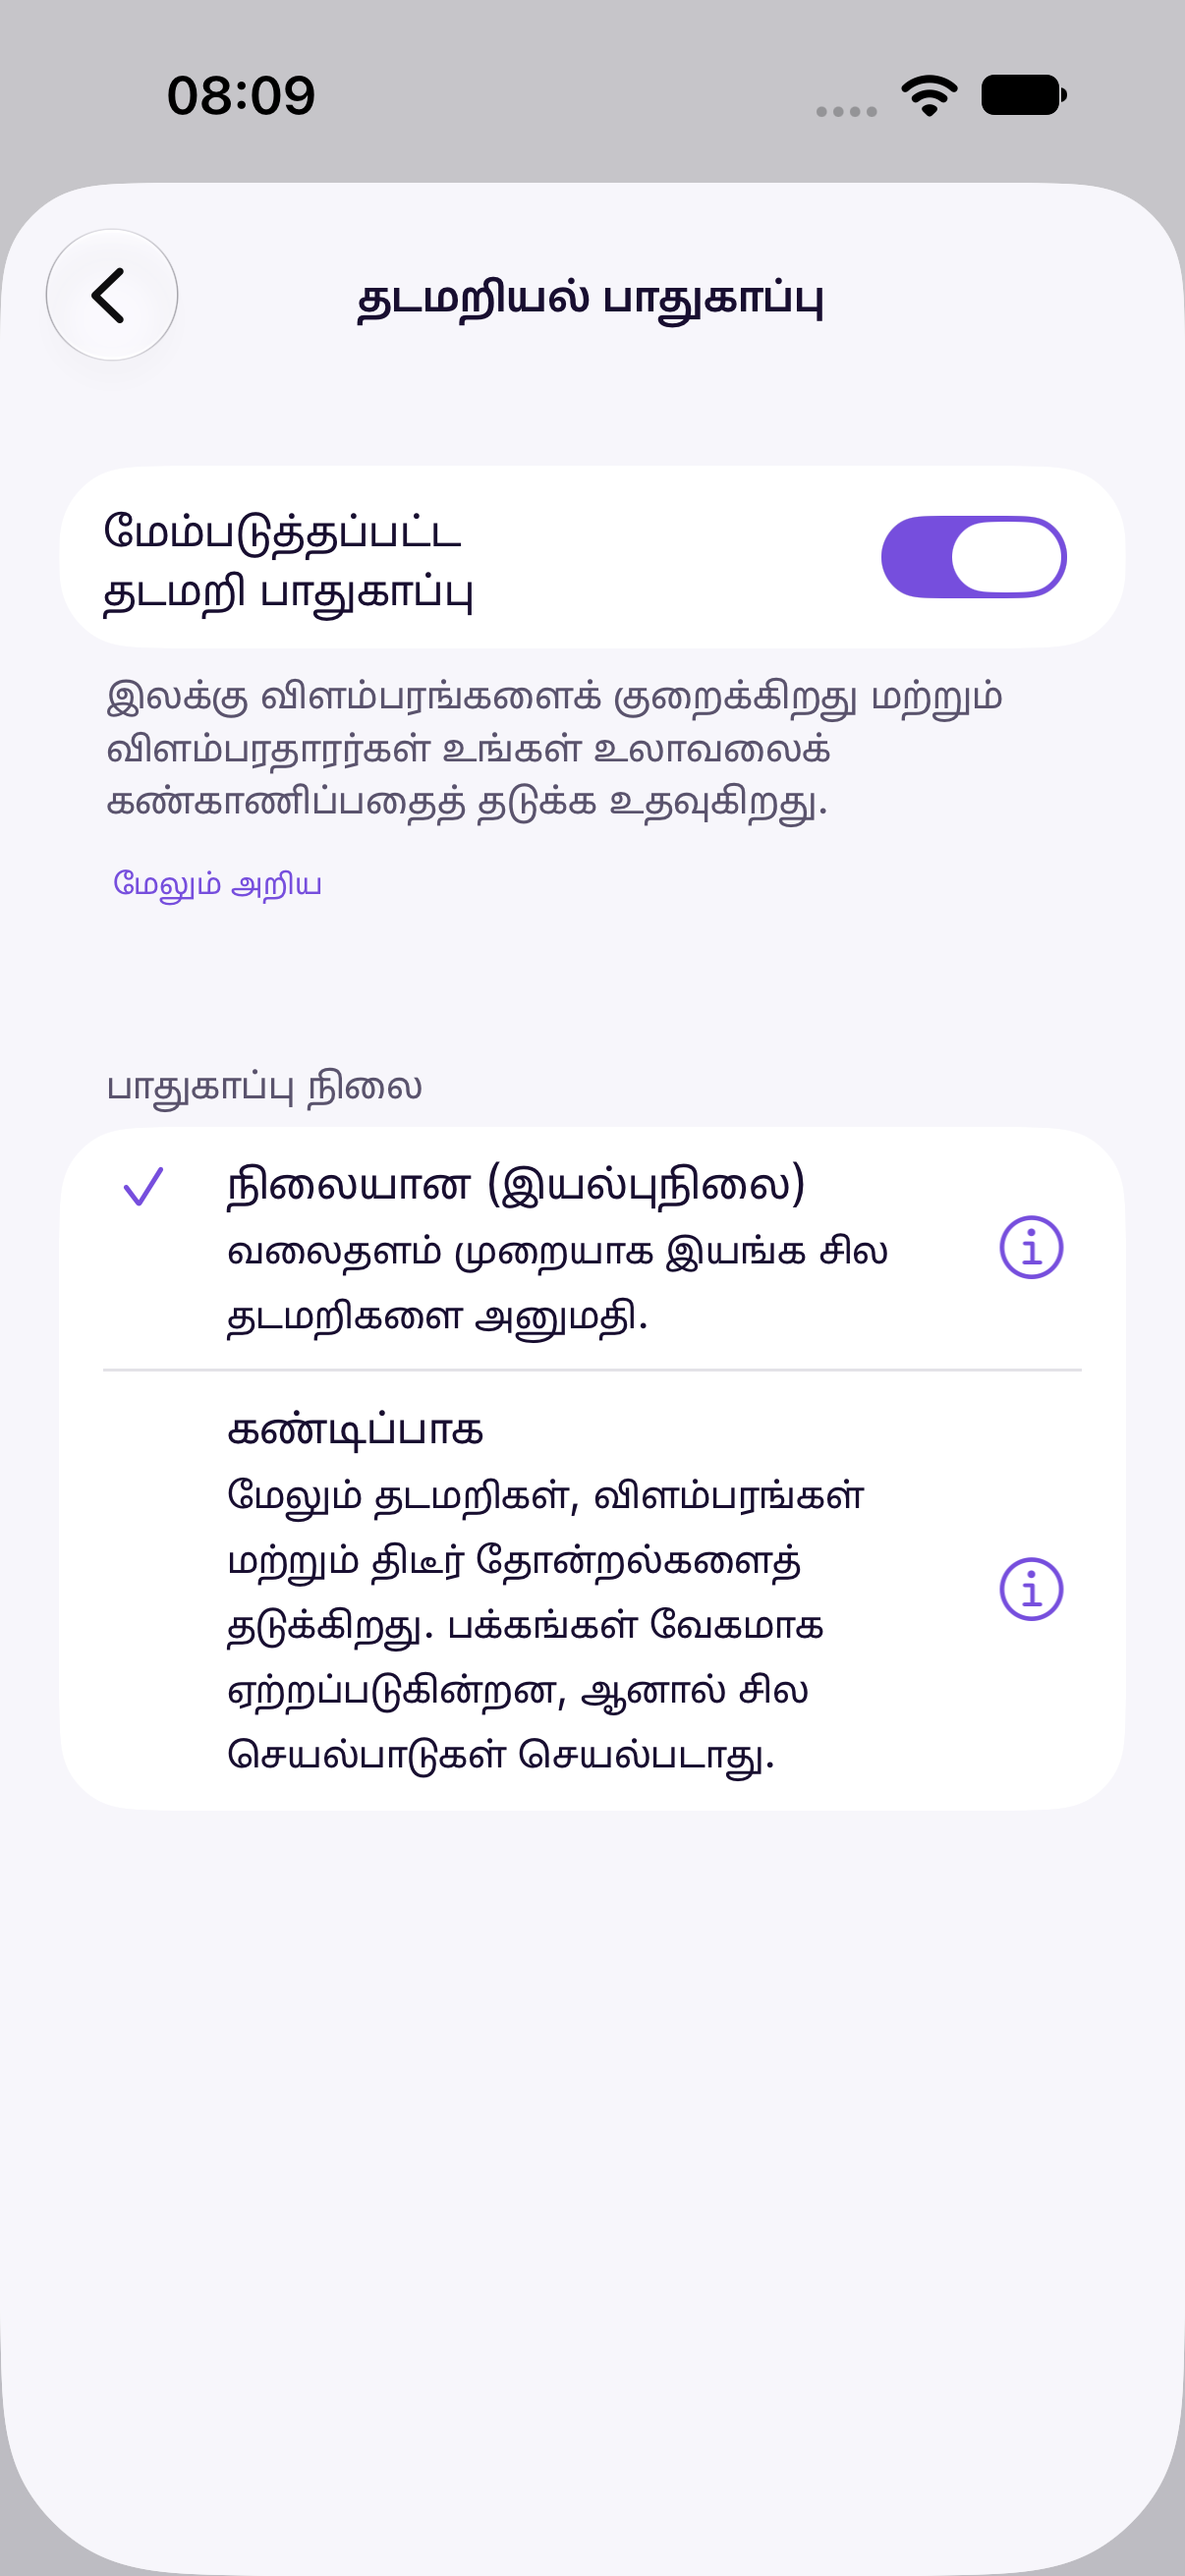 08:09
தடமறியல் பாதுகாப்பு
மேம்படுத்தப்பட்ட
தடமறி பாதுகாப்பு
இலக்கு விளம்பரங்களைக் குறைக்கிறது மற்றும்
விளம்பரதாரர்கள் உங்கள் உலாவலைக்
கண்காணிப்பதைத் தடுக்க உதவுகிறது.
மேலும் அறிய
பாதுகாப்பு நிலை
நிலையான (இயல்புநிலை)
வலைதளம் முறையாக இயங்க சில
தடமறிகளை அனுமதி.
கண்டிப்பாக
மேலும் தடமறிகள், விளம்பரங்கள்
மற்றும் திடீர் தோன்றல்களைத்
தடுக்கிறது. பக்கங்கள் வேகமாக
ஏற்றப்படுகின்றன, ஆனால் சில
செயல்பாடுகள் செயல்படாது.